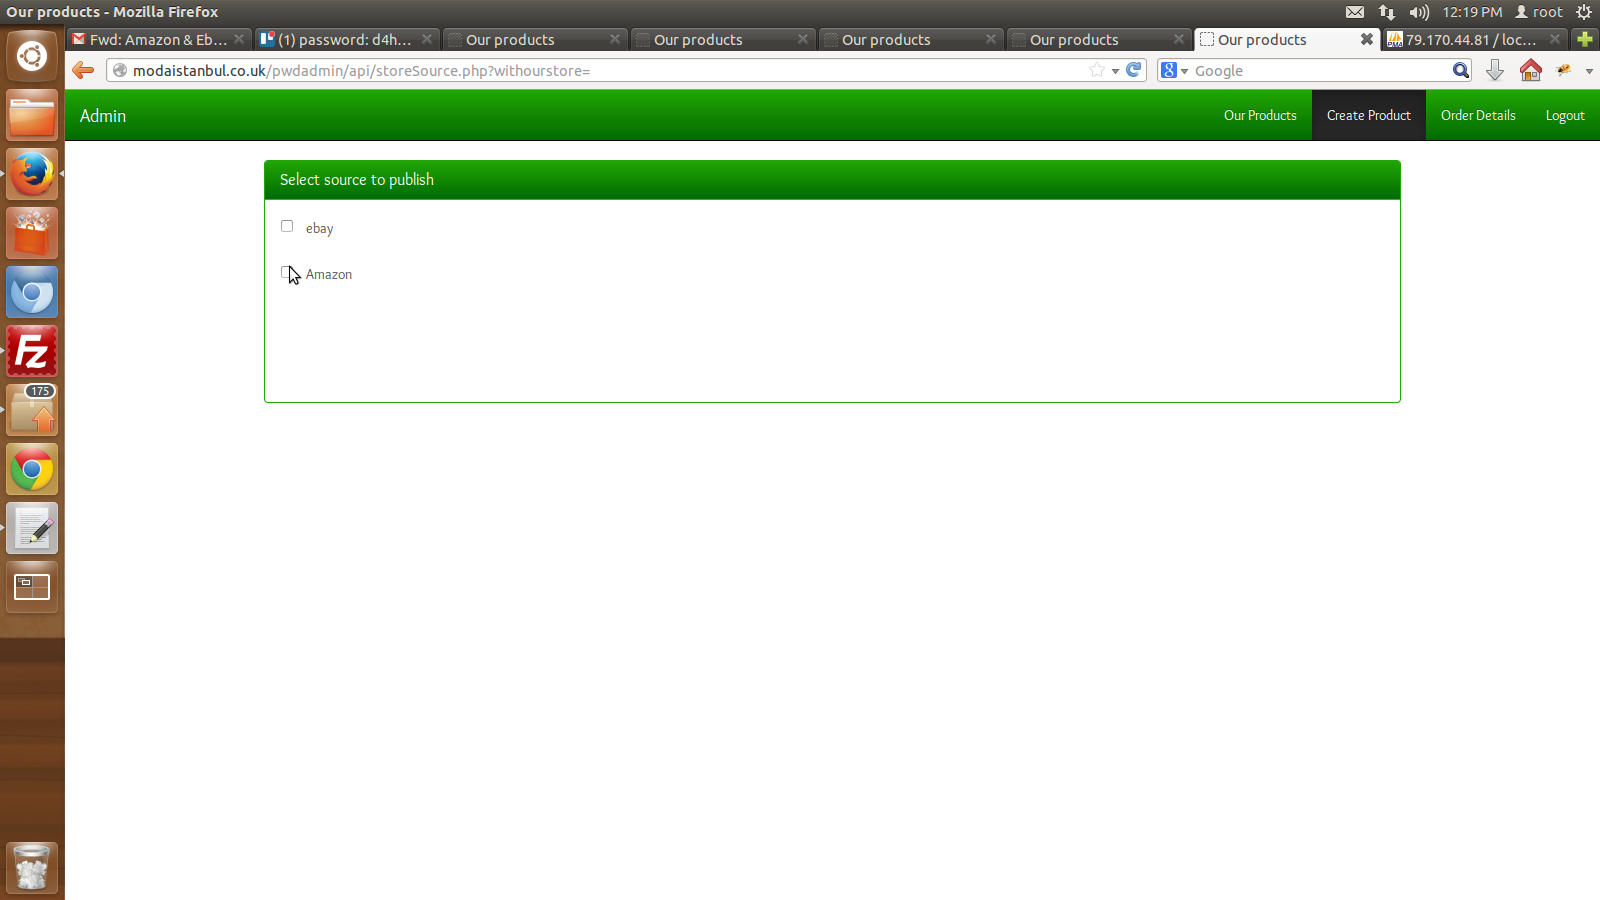 Our products - Mozilla Firefox
12:19 PM root
Fwd: Amazon & Eb...
(1) password: d4h...
Our products
Our products
Our products
Our products
Our products
79.170.44.81 / loc...
modaistanbul.co.uk/pwdadmin/api/storeSource.php?withourstore=
8 Google
Admin
Our Products
Create Product
Order Details
Logout
Select source to publish
ebay
Amazon
Fz
175